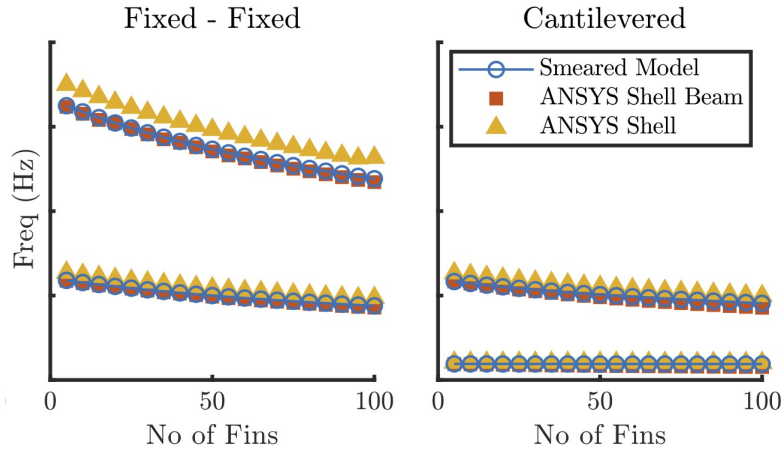 Fixed - Fixed
Cantilevered
Smeared Model
ANSYS Shell Beam
ANSYS Shell
Freq (Hz)
0
50
100
0
50
100
No of Fins
No of Fins